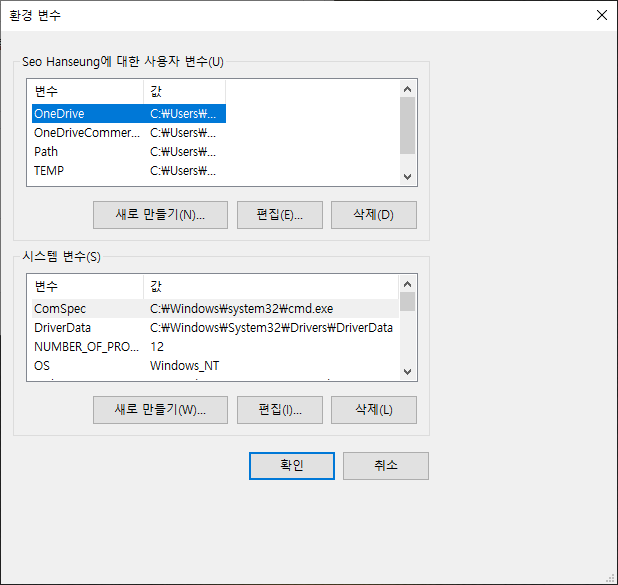 환경 변수
Seo Hanseung에 대한 사용자 변수(U)
변수 값
OneDrive C:₩Users₩...
OneDriveCommer... C:₩Users₩...
Path C:₩Users₩...
TEMP C:₩Users₩...
새로 만들기(N)... 편집(E)... 삭제(D)
시스템 변수(S)
변수 값
ComSpec C:₩Windows₩system32₩cmd.exe
DriverData C:₩Windows₩System32₩Drivers₩DriverData
NUMBER_OF_PRO... 12
OS Windows_NT
새로 만들기(W)... 편집(I)... 삭제(L)
확인 취소